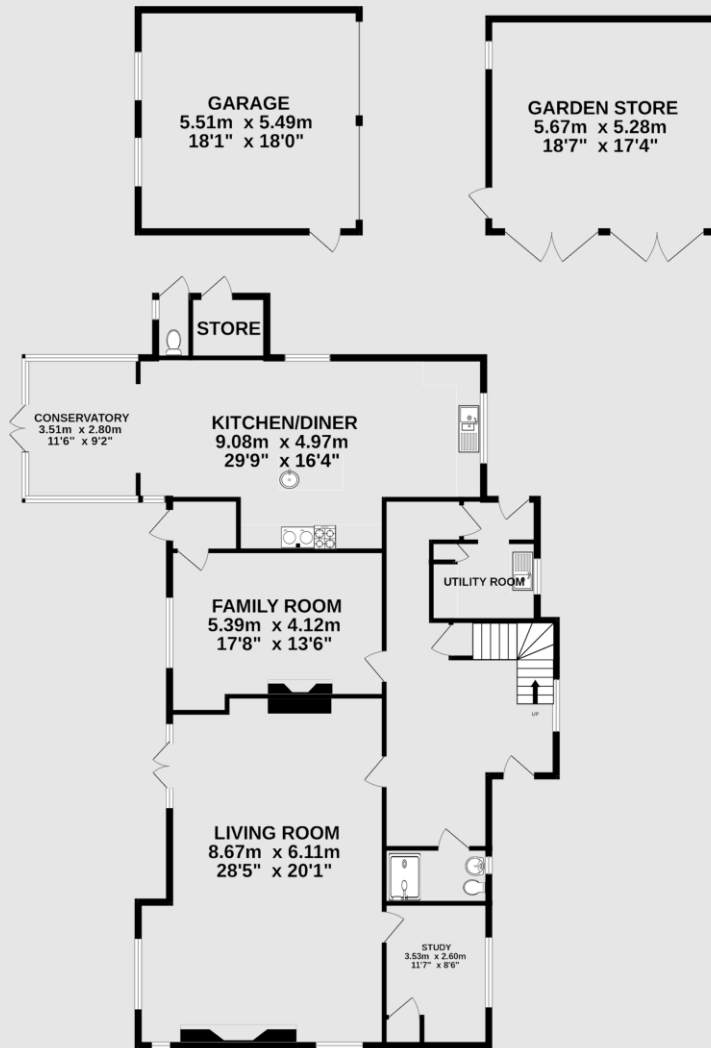 GARAGE
5.51m x 5.49m
18'1" x 18'0"
GARDEN STORE
5.67m x 5.28m
18'7" x 17'4"
STORE
CONSERVATORY
3.51m x 2.80m
11'6" x 9'2"
KITCHEN/DINER
9.08m x 4.97m
29'9" x 16'4"
UTILITY ROOM
FAMILY ROOM
5.39m x 4.12m
17'8" x 13'6"
UP
LIVING ROOM
8.67m x 6.11m
28'5" x 20'1"
STUDY
3.53m x 2.60m
11'7" x 8'6"